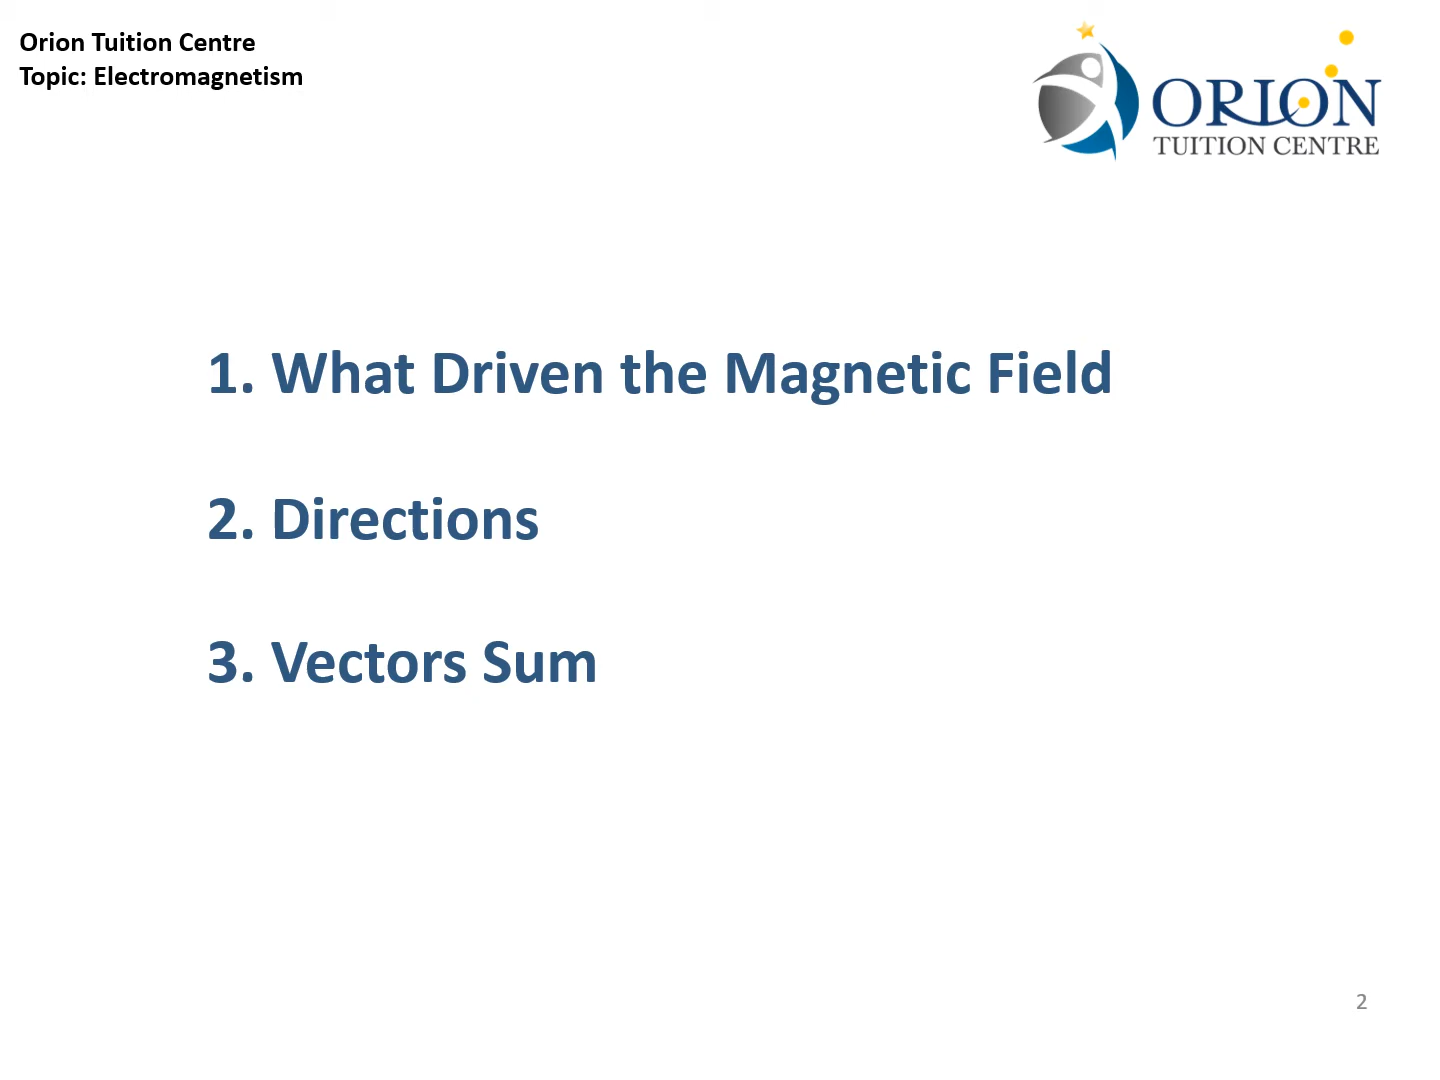 Orion Tuition Centre
Topic: Electromagnetism
ORION
TUITION CENTRE
1. What Driven the Magnetic Field
2. Directions
3. Vectors Sum
2